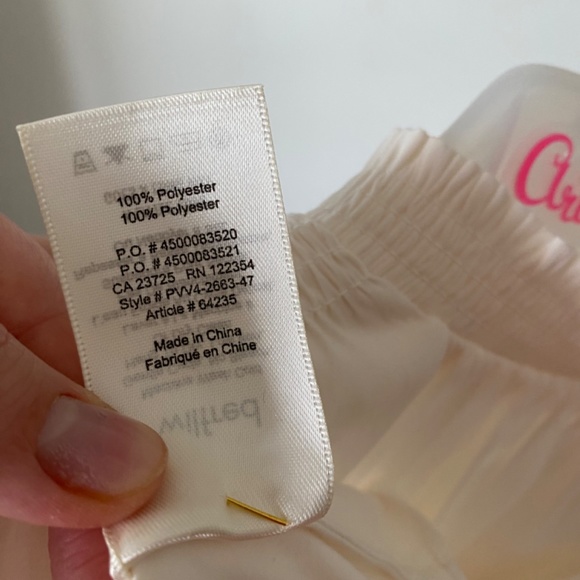 100% Polyester
100% Polyester
P.O. # 4500083520
P.O. # 4500083521
CA 23725 RN 122354
Style # PVV4-2663-47
Article # 64235
Made in China
Fabriqué en Chine
wilfred.